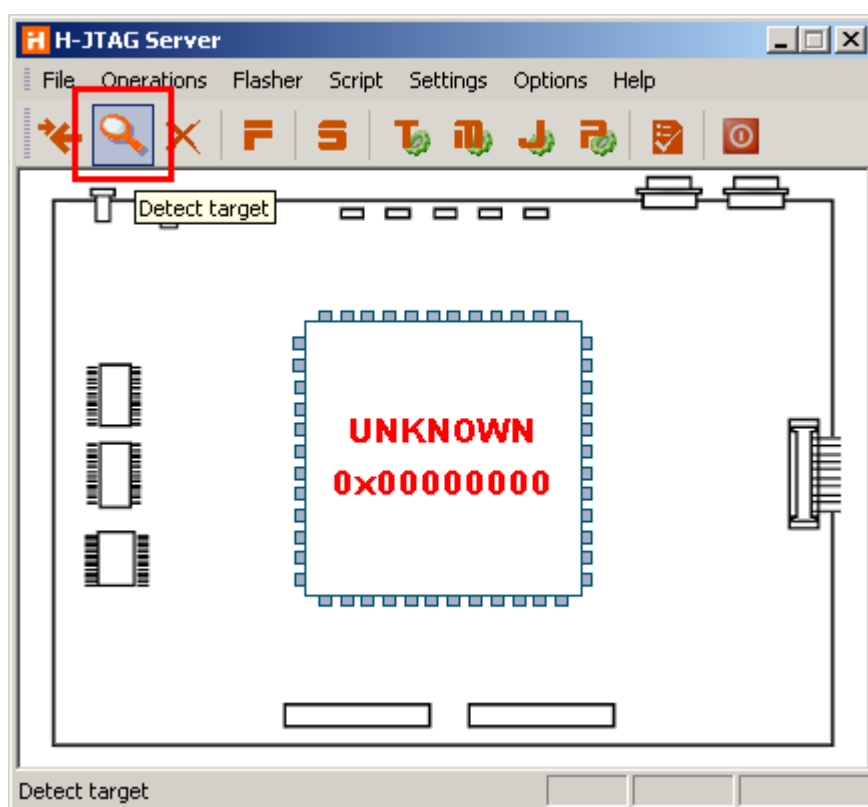 H-JTAG Server
File Operations Flasher Script Settings Options Help
F S T M J P
Detect target
UNKNOWN
0x00000000
Detect target